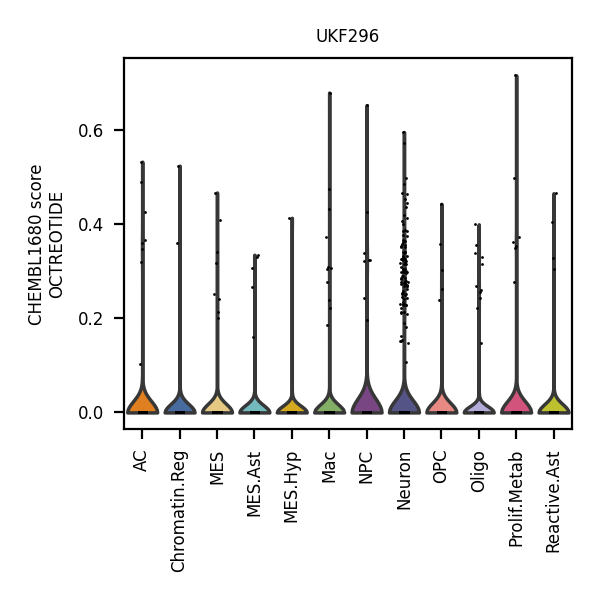 UKF296
CHEMBL1680 score
OCTREOTIDE
0.6
0.4
0.2
0.0
AC
Chromatin.Reg
MES
MES.Ast
MES.Hyp
Mac
NPC
Neuron
OPC
Oligo
Prolif.Metab
Reactive.Ast